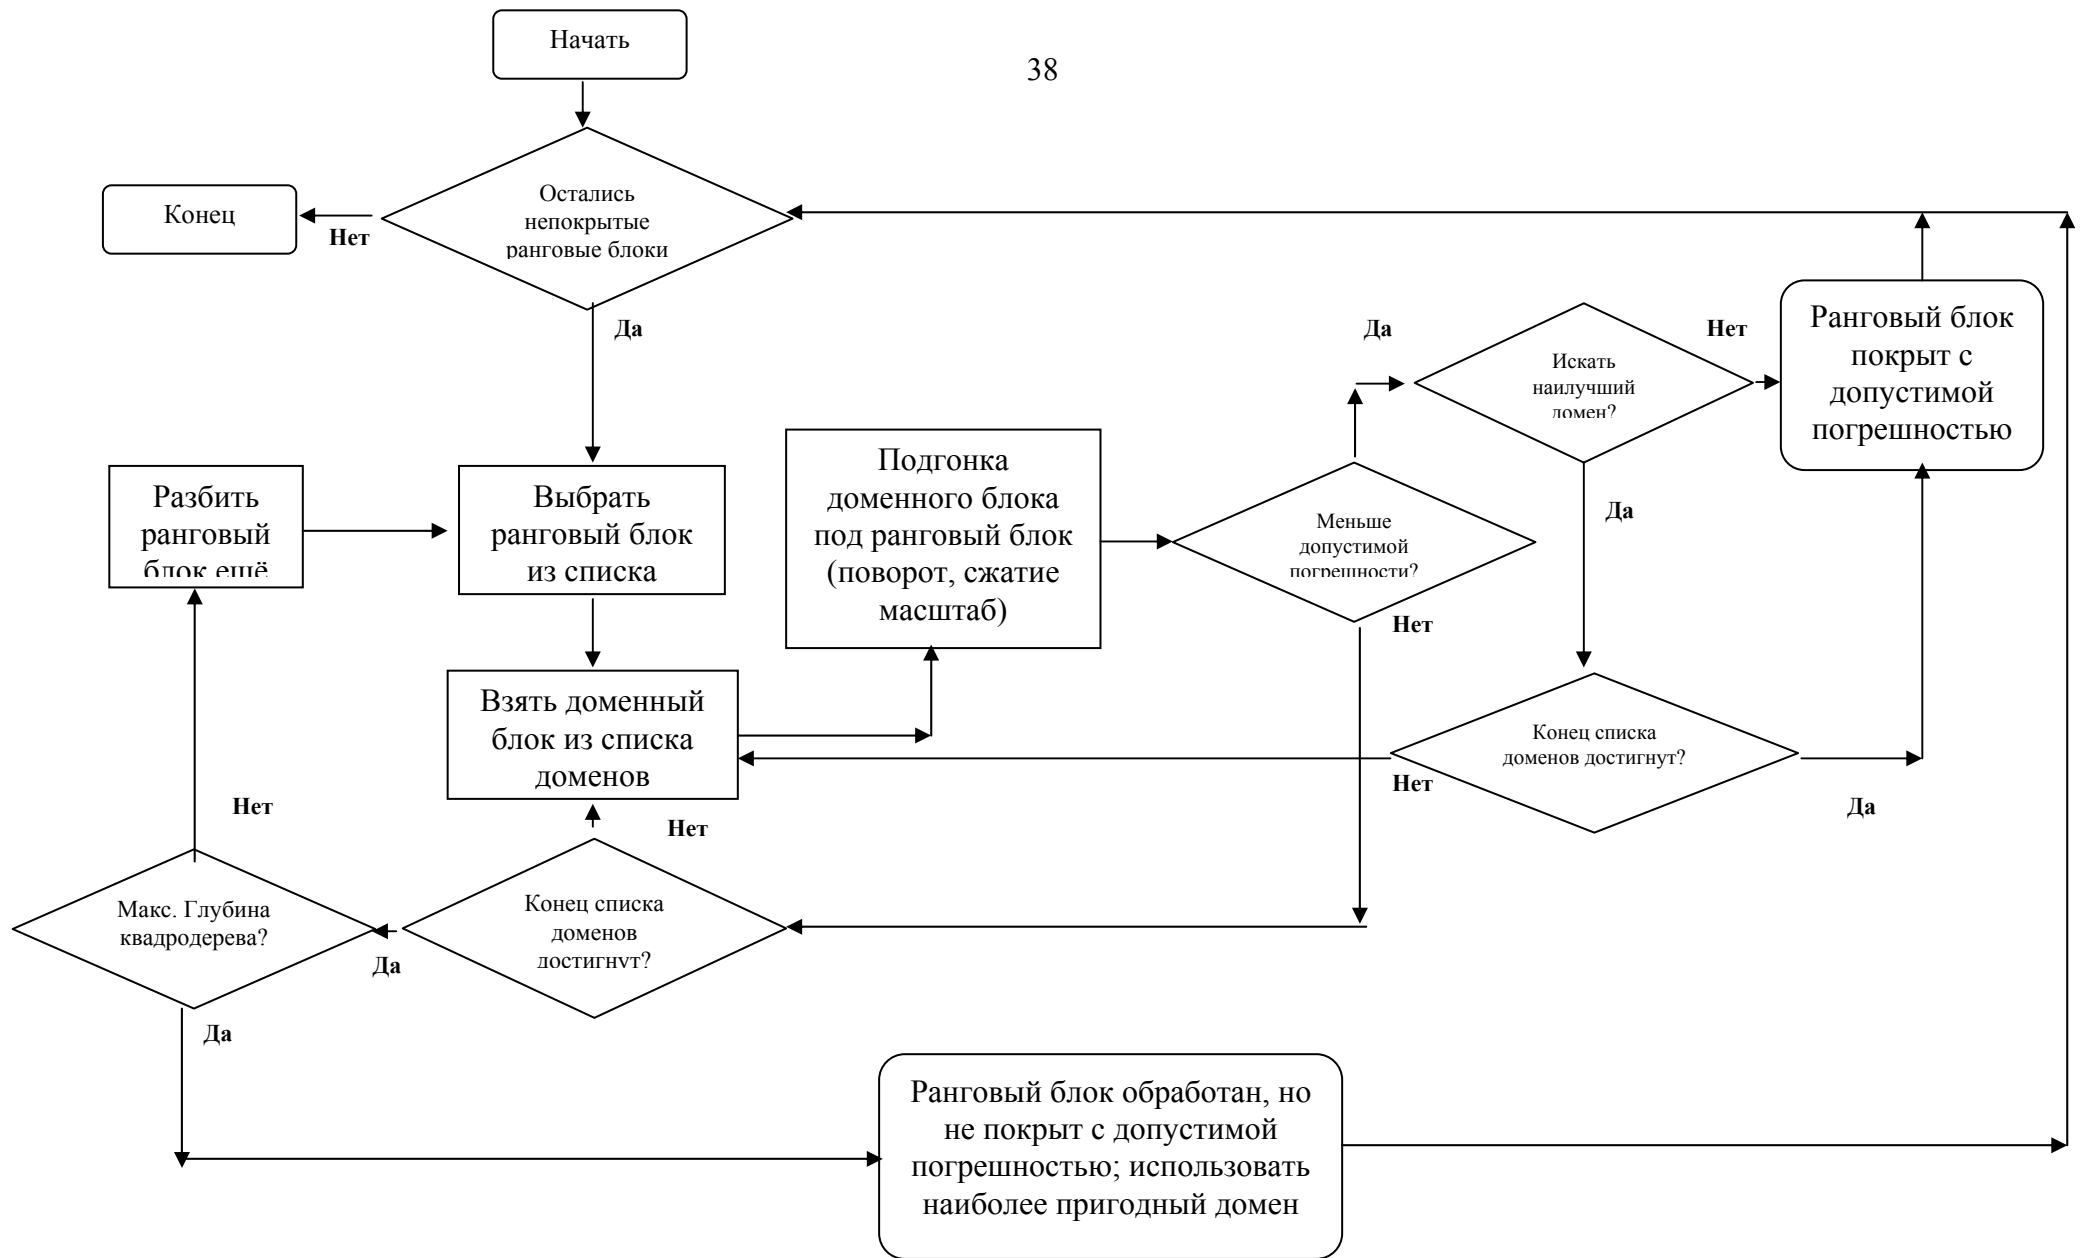 Начать
38
Конец
Нет
Остались
непокрытые
ранговые блоки
Да
Да
Искать
наилучший
домен?
Нет
Ранговый блок
покрыт с
допустимой
погрешностью
Разбить
ранговый
блок ещё
Выбрать
ранговый блок
из списка
Подгонка
доменного блока
под ранговый блок
(поворот, сжатие
масштаб)
Меньше
допустимой
погрешности?
Да
Нет
Взять доменный
блок из списка
доменов
Конец списка
доменов достигнут?
Нет
Да
Нет
Нет
Макс. Глубина
квадродерева?
Да
Конец списка
доменов
достигнут?
Да
Ранговый блок обработан, но
не покрыт с допустимой
погрешностью; использовать
наиболее пригодный домен